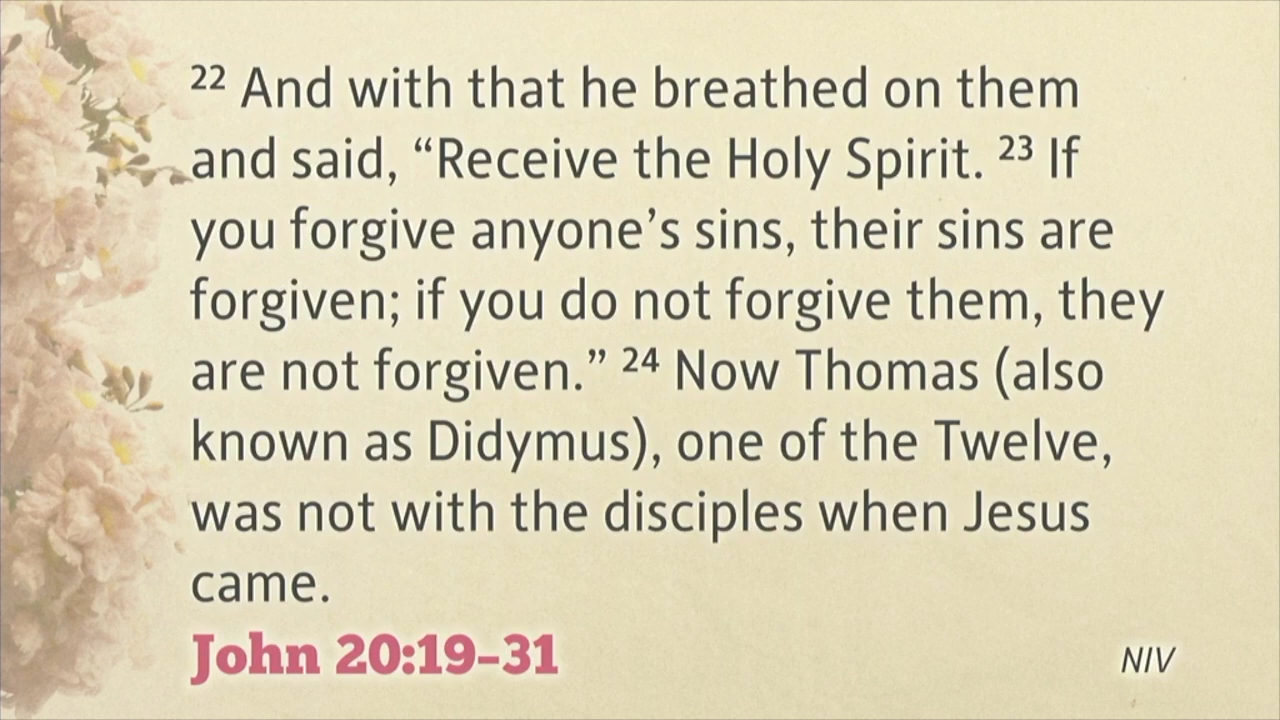 ²² And with that he breathed on them
and said, “Receive the Holy Spirit. ²³ If
you forgive anyone’s sins, their sins are
forgiven; if you do not forgive them, they
are not forgiven.” ²⁴ Now Thomas (also
known as Didymus), one of the Twelve,
was not with the disciples when Jesus
came.
John 20:19–31
NIV